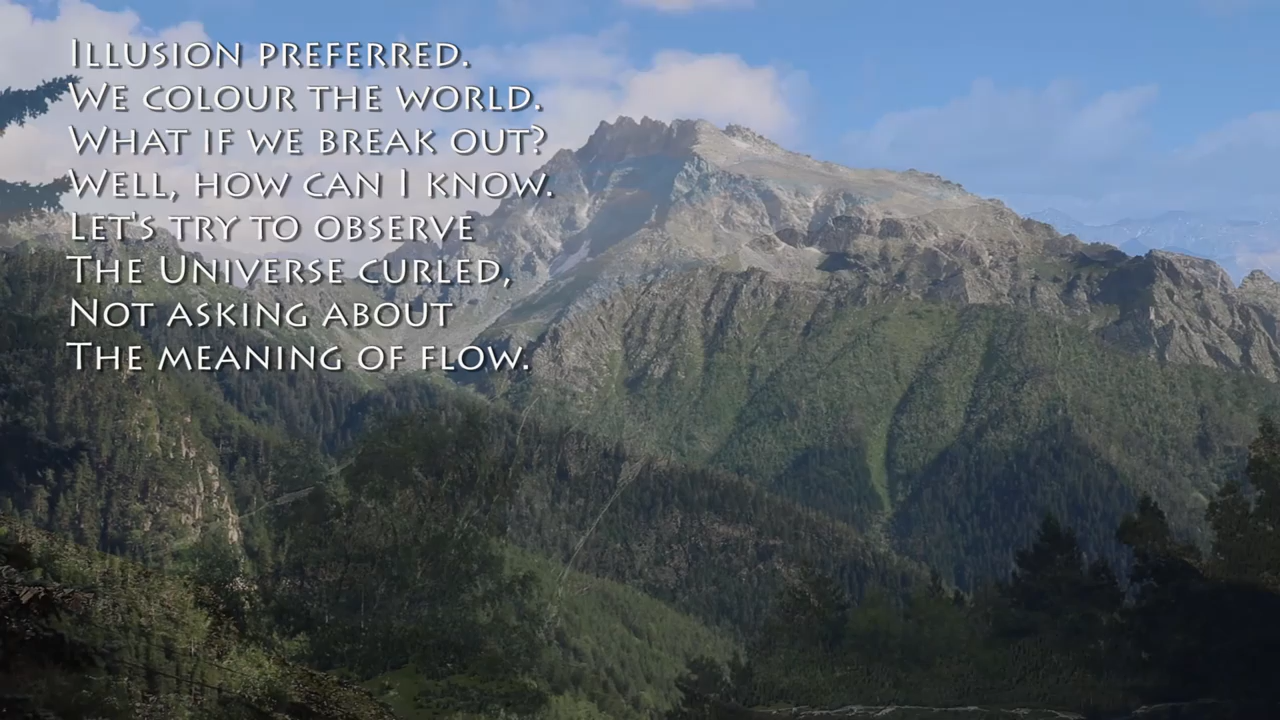 Illusion preferred.
We colour the world.
What if we break out?
Well, how can I know.
Let's try to observe
The Universe curled,
Not asking about
The meaning of flow.